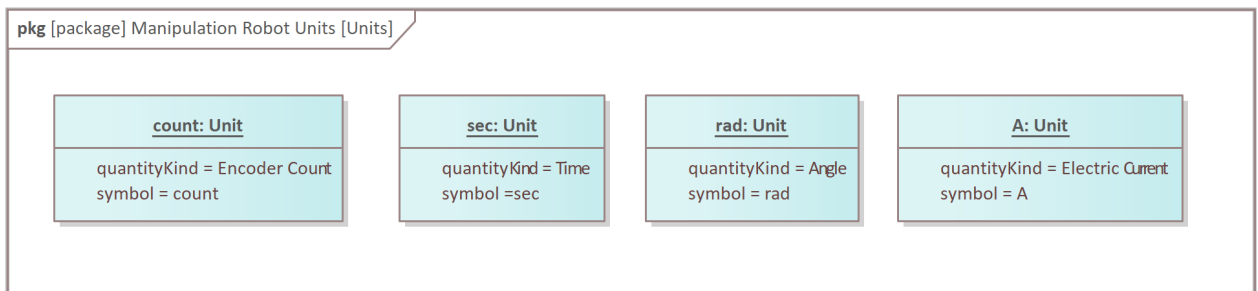 pkg [package] Manipulation Robot Units [Units]
count: Unit
quantityKind = Encoder Count
symbol = count
sec: Unit
quantityKind = Time
symbol =sec
rad: Unit
quantityKind = Angle
symbol = rad
A: Unit
quantityKind = Electric Current
symbol = A